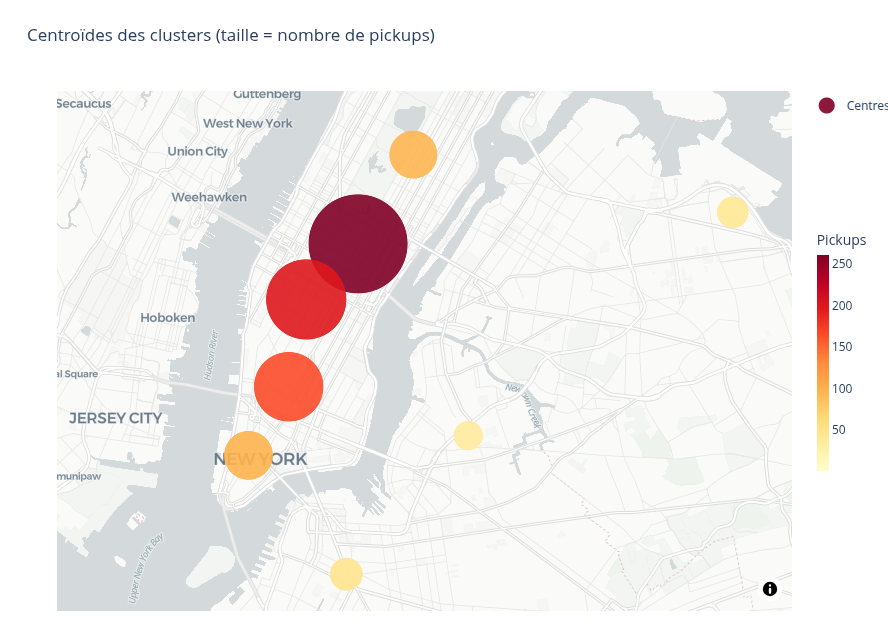 Centroïdes des clusters (taille = nombre de pickups)
Guttenberg
Secaucus
West New York
Union City
Weehawken
Hoboken
Hudson River
al Square
JERSEY CITY
NEW YORK
munipaw
Upper New York Bay
Creek
Centres
Pickups
250
200
150
100
50